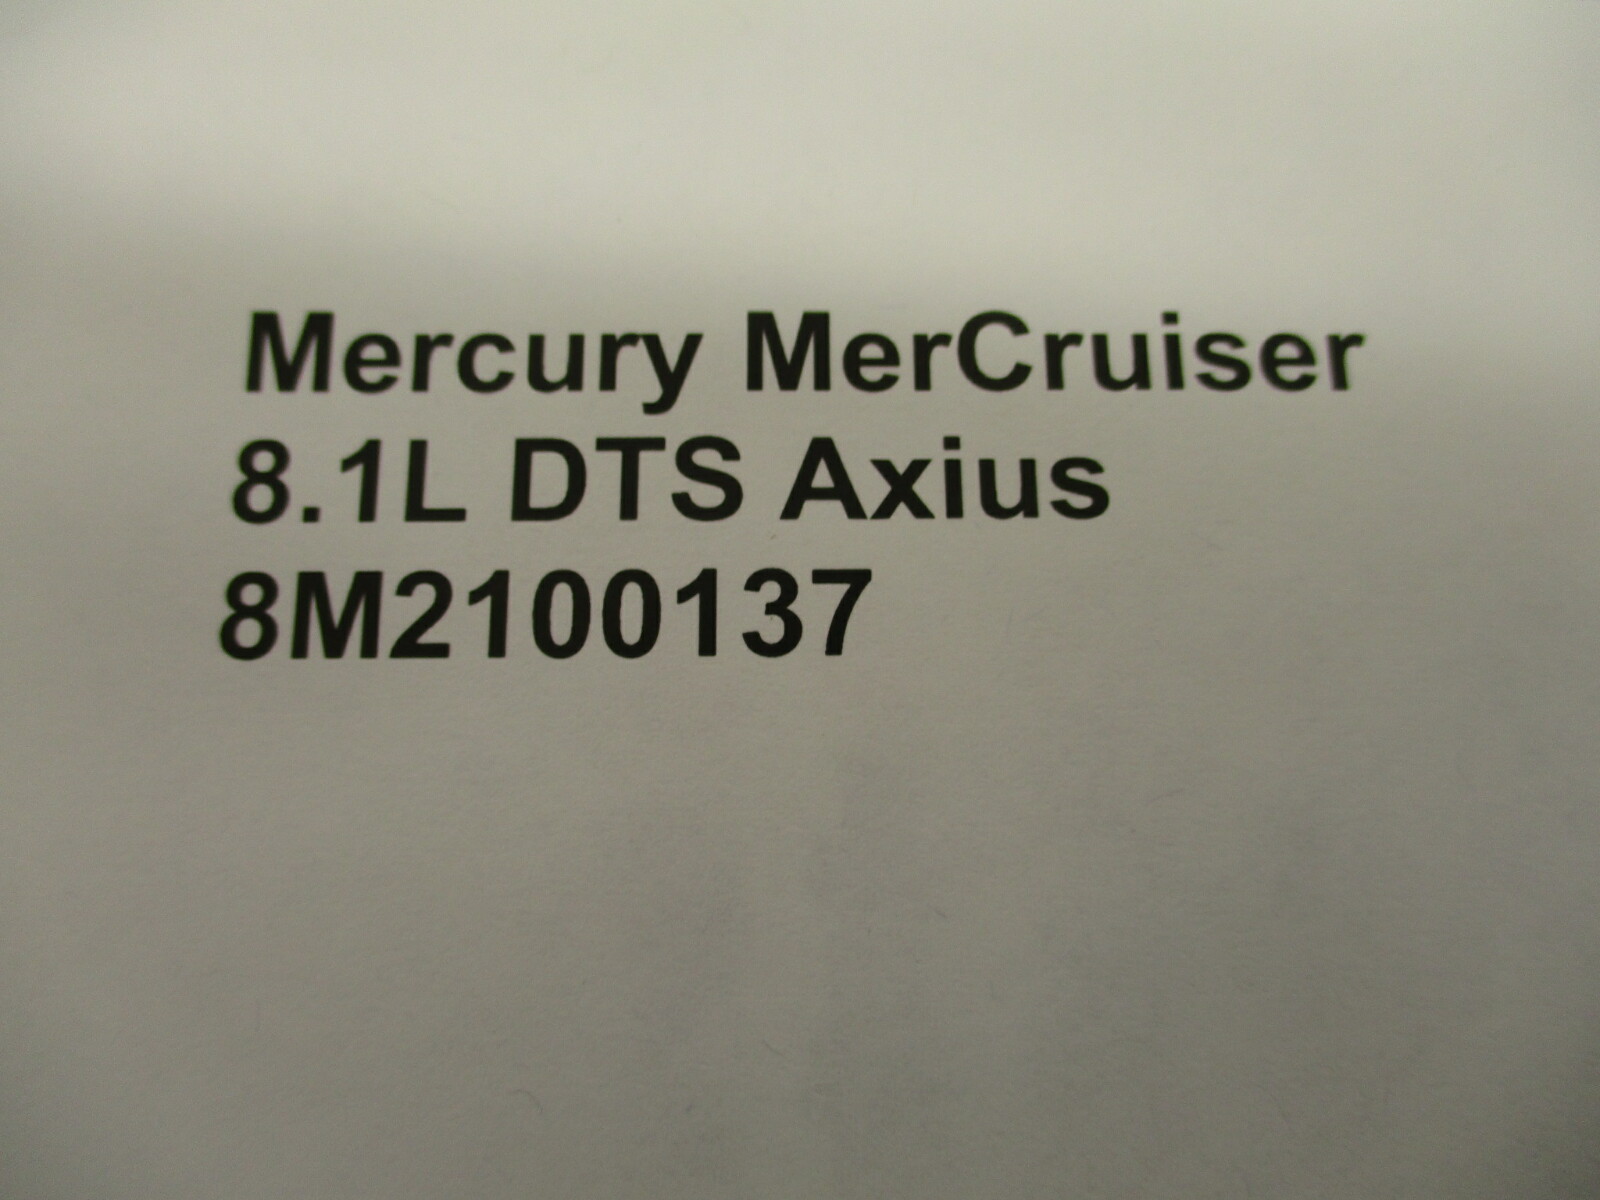 Mercury MerCruiser
8.1L DTS Axius
8M2100137